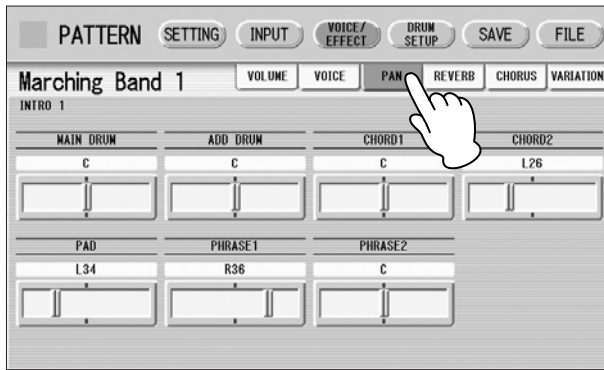 PATTERN SETTING INPUT VOICE/ EFFECT DRUM SETUP SAVE FILE
Marching Band 1 VOLUME VOICE PAN REVERB CHORUS VARIATION
INTRO 1
MAIN DRUM ADD DRUM CHORD1 CHORD2
C C C L26
PAD PHRASE1 PHRASE2
L34 R36 C